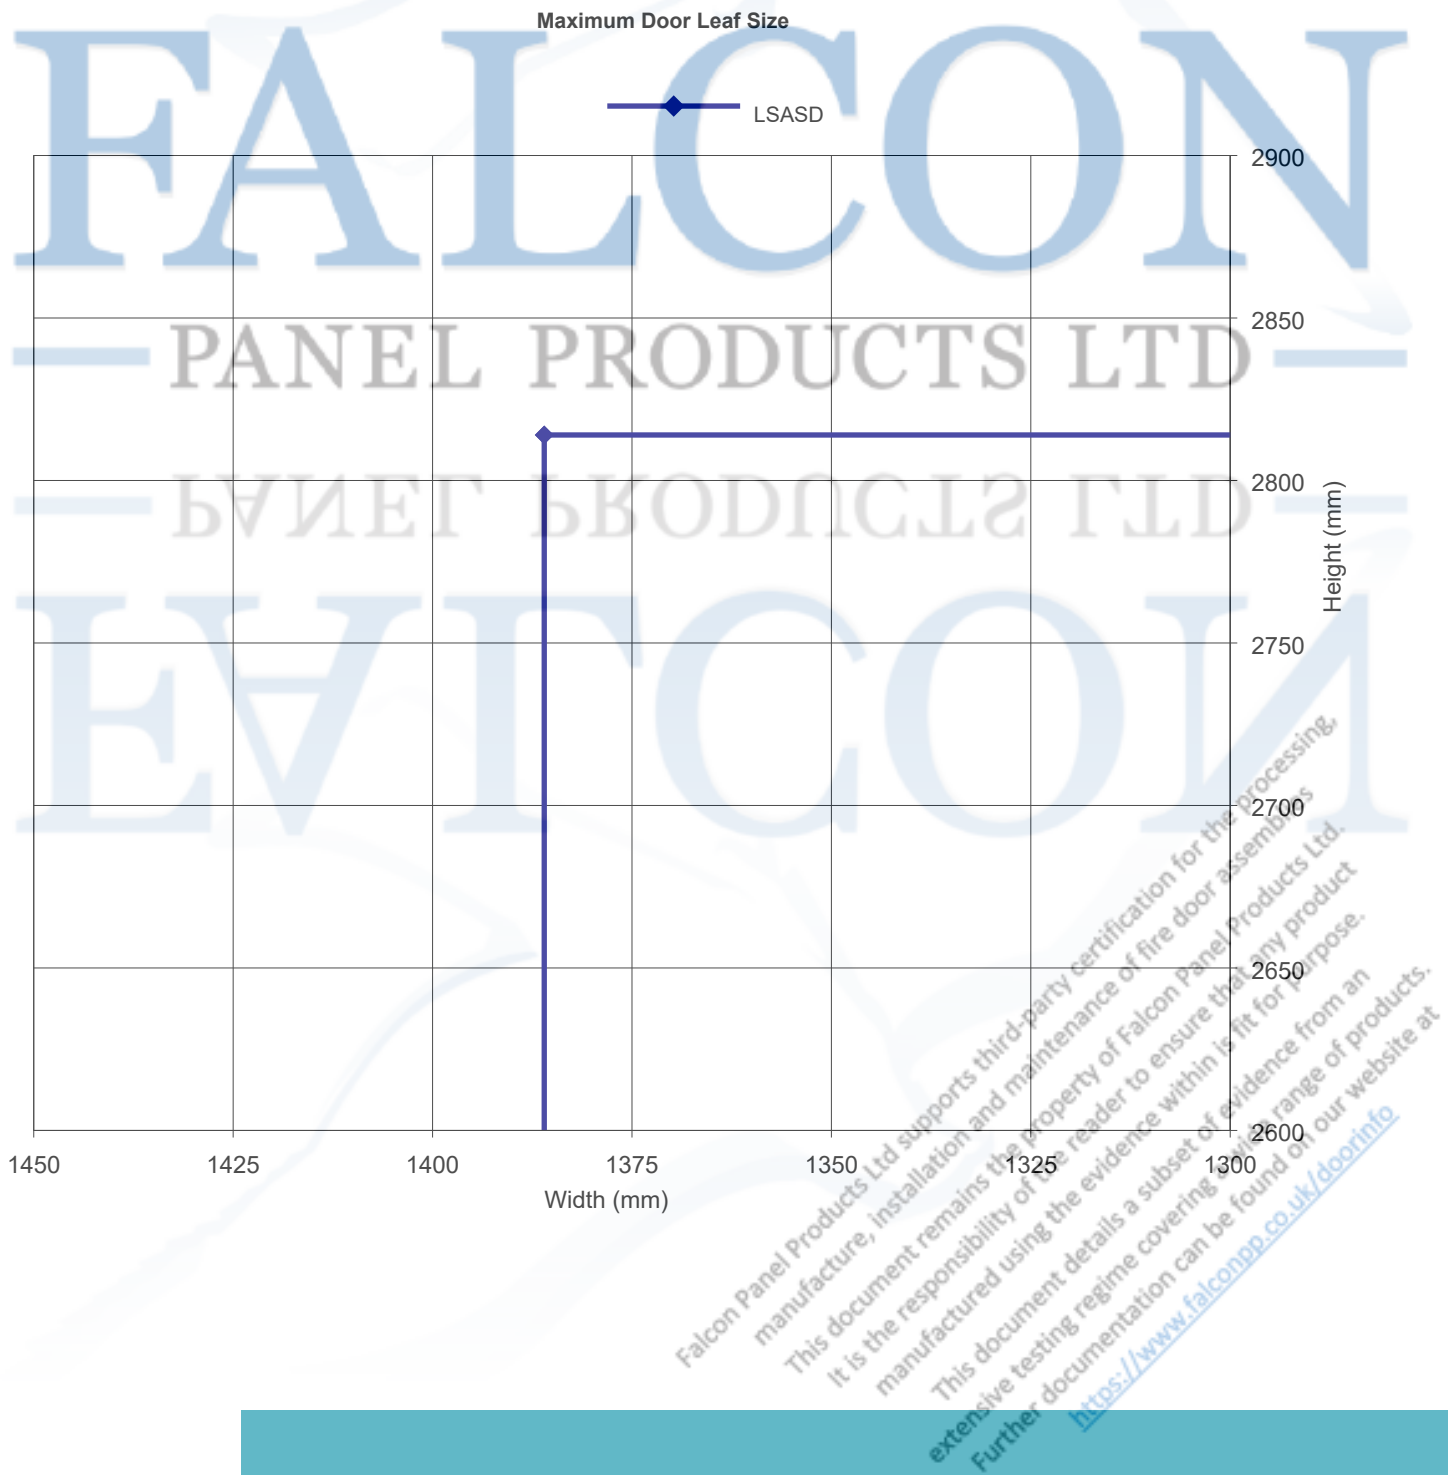 Maximum Door Leaf Size
FALCON
LSASD
PANEL PRODUCTS LTD
2900
2850
2800
2750
2700
2650
2600
Height (mm)
1450 1425 1400 1375 1350 1325 1300
Width (mm)
PANEL PRODUCTS LTD
FALCON
Falcon Panel Products Ltd supports third-party certification for the processing,
manufacture, installation and maintenance of fire door assemblies
This document remains the property of Falcon Panel Products Ltd.
It is the responsibility of the reader to ensure that any product
manufactured using the evidence within is fit for purpose.
This document details a subset of evidence from an
extensive testing regime covering a wide range of products.
Further documentation can be found on our website at
https://www.falconpp.co.uk/doorinfo